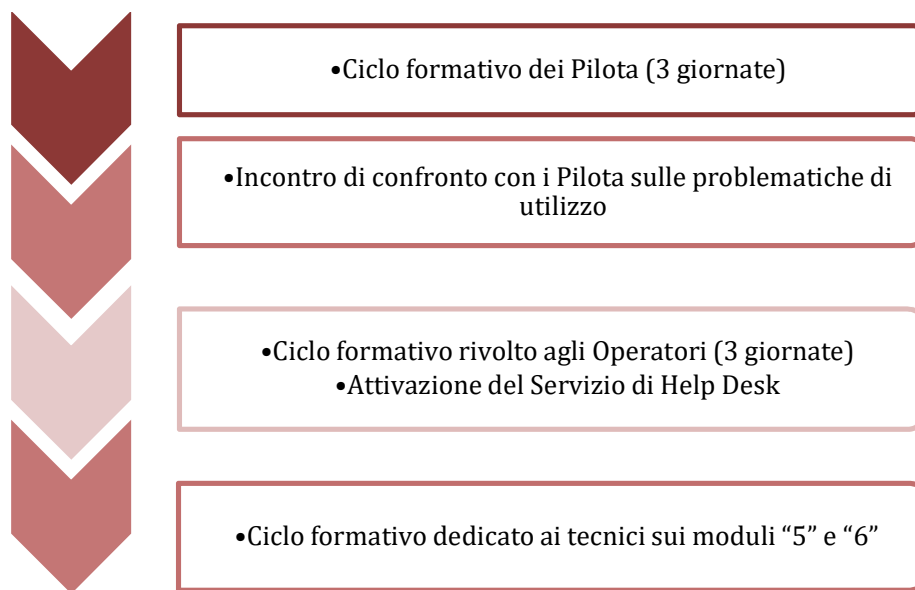 •Ciclo formativo dei Pilota (3 giornate)
•Incontro di confronto con i Pilota sulle problematiche di
utilizzo
•Ciclo formativo rivolto agli Operatori (3 giornate)
•Attivazione del Servizio di Help Desk
•Ciclo formativo dedicato ai tecnici sui moduli “5” e “6”